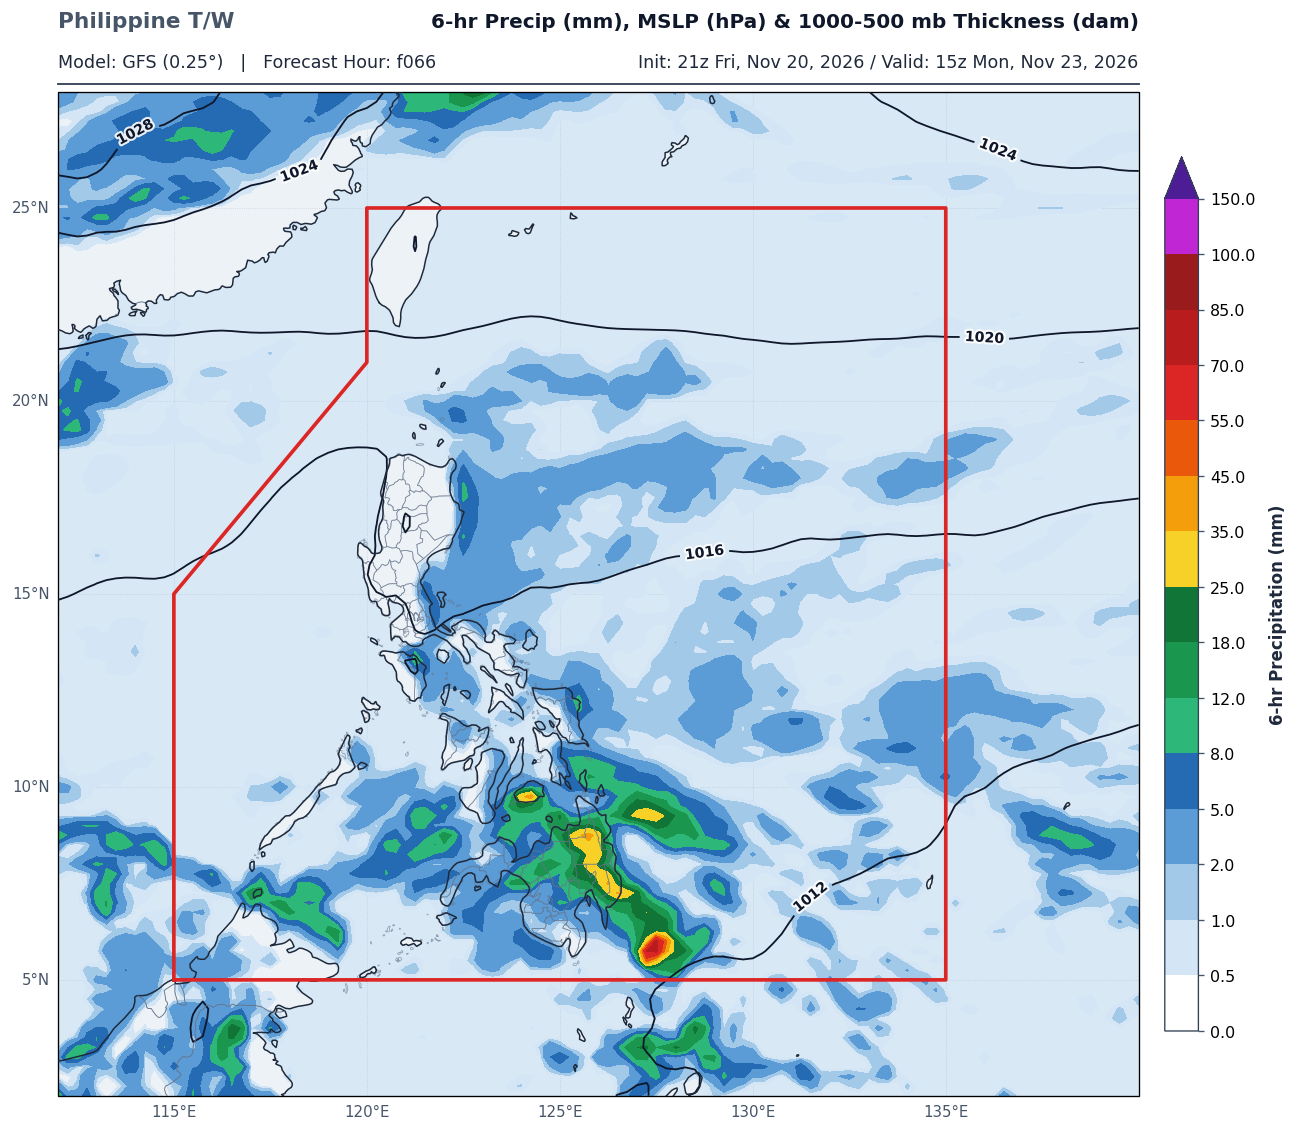 Philippine T/W
6-hr Precip (mm), MSLP (hPa) & 1000-500 mb Thickness (dam)
Model: GFS (0.25°) | Forecast Hour: f066
Init: 21z Fri, Nov 20, 2026 / Valid: 15z Mon, Nov 23, 2026
1028
1024
1024
1020
1016
1012
25°N
20°N
15°N
10°N
5°N
115°E
120°E
125°E
130°E
135°E
150.0
100.0
85.0
70.0
55.0
45.0
35.0
25.0
18.0
12.0
8.0
5.0
2.0
1.0
0.5
0.0
6-hr Precipitation (mm)